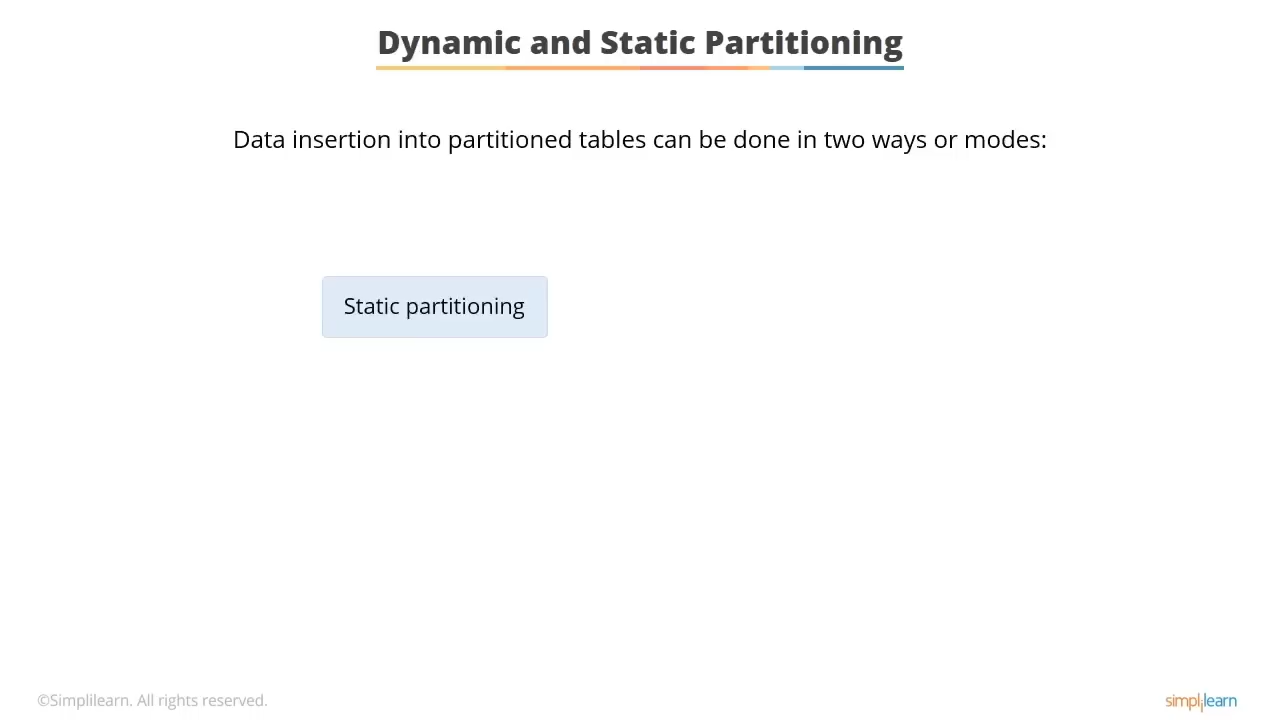 Dynamic and Static Partitioning
Data insertion into partitioned tables can be done in two ways or modes:
Static partitioning
©Simplilearn. All rights reserved.
simplilearn